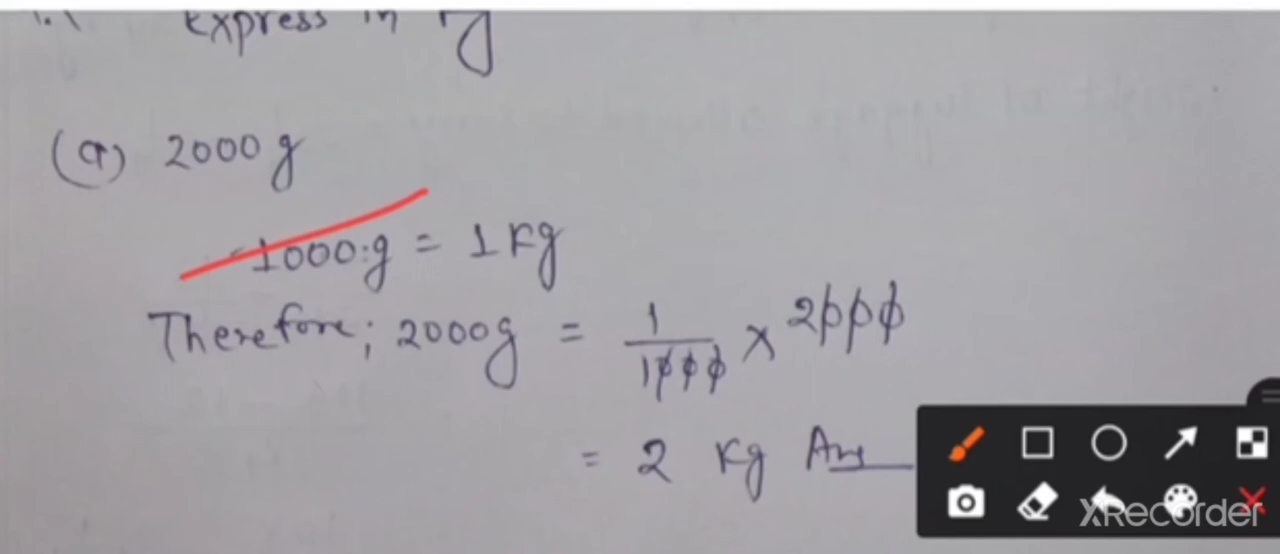 Express in kg
(a) 2000 g
1000 g = 1 Kg
Therefore; 2000g = 1/1000 × 2000
= 2 Kg Ans
XRecorder